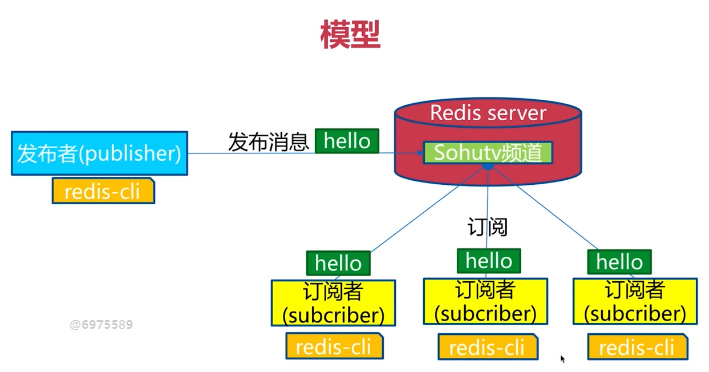 模型
Redis server
发布者(publisher)
发布消息
hello
Sohutv频道
redis-cli
订阅
hello
hello
hello
订阅者
(subcriber)
订阅者
(subcriber)
订阅者
(subcriber)
redis-cli
redis-cli
redis-cli
@6975589